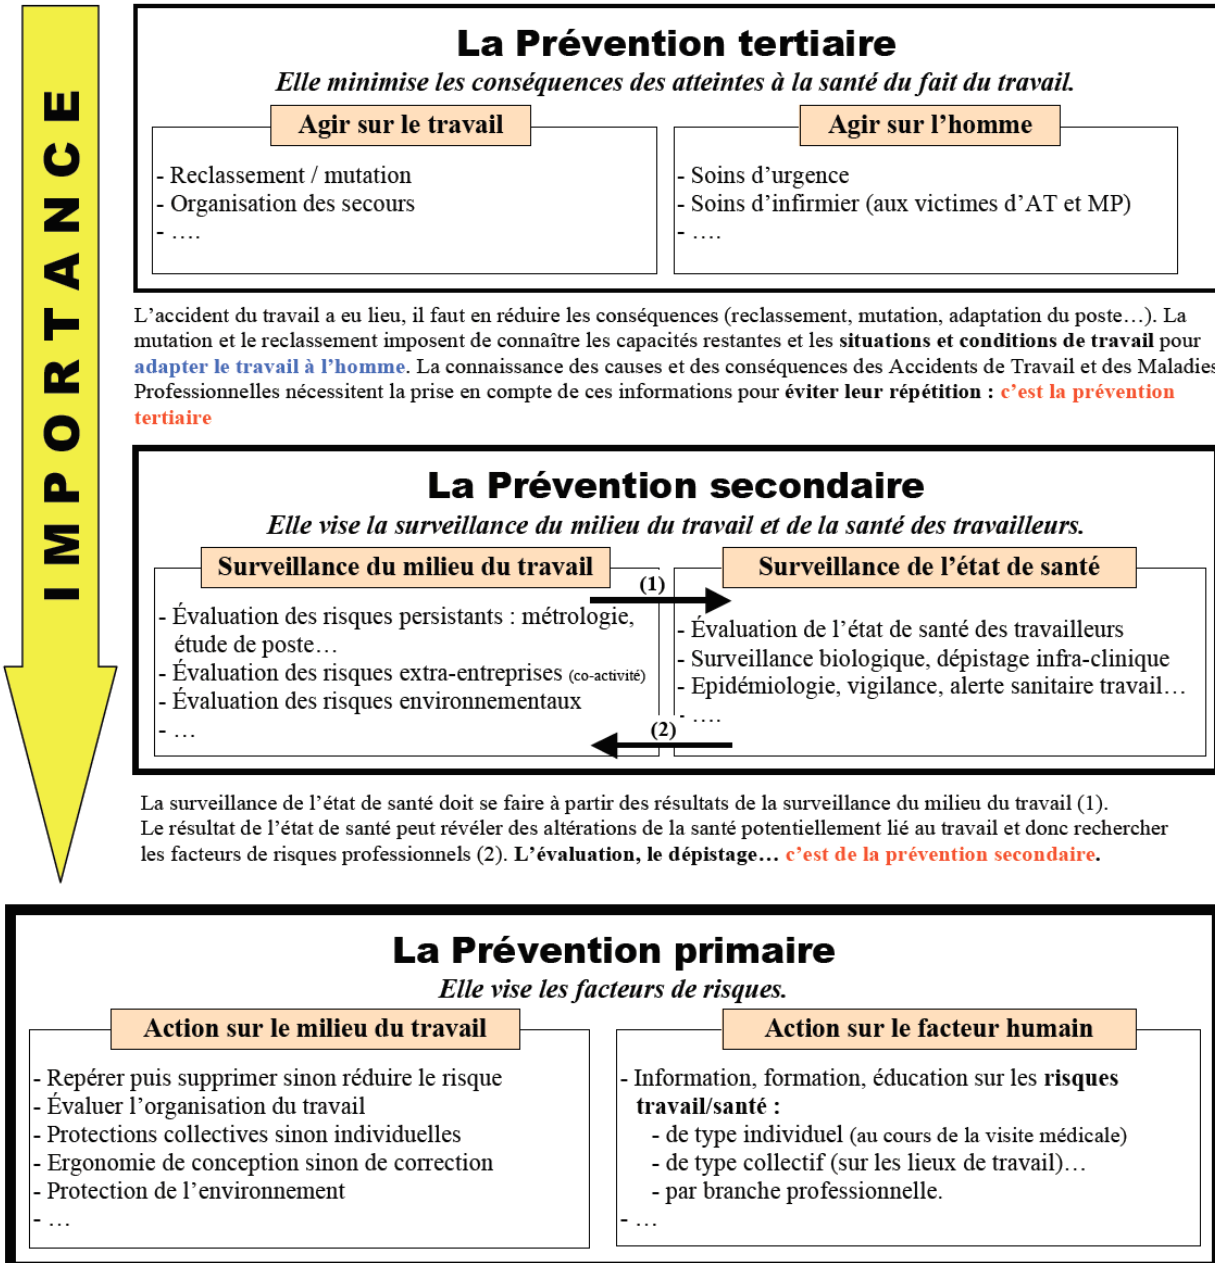 IMPORTANCE
La Prévention tertiaire
Elle minimise les conséquences des atteintes à la santé du fait du travail.
Agir sur le travail
- Reclassement / mutation
- Organisation des secours
- ….
Agir sur l’homme
- Soins d’urgence
- Soins d’infirmier (aux victimes d’AT et MP)
- ….
L’accident du travail a eu lieu, il faut en réduire les conséquences (reclassement, mutation, adaptation du poste…). La
mutation et le reclassement imposent de connaître les capacités restantes et les situations et conditions de travail pour
adapter le travail à l’homme. La connaissance des causes et des conséquences des Accidents de Travail et des Maladies
Professionnelles nécessitent la prise en compte de ces informations pour éviter leur répétition : c’est la prévention
tertiaire
La Prévention secondaire
Elle vise la surveillance du milieu du travail et de la santé des travailleurs.
Surveillance du milieu du travail
- Évaluation des risques persistants : métrologie,
étude de poste…
- Évaluation des risques extra-entreprises (co-activité)
- Évaluation des risques environnementaux
- …
(1)
(2)
Surveillance de l’état de santé
- Évaluation de l’état de santé des travailleurs
- Surveillance biologique, dépistage infra-clinique
- Epidémiologie, vigilance, alerte sanitaire travail…
- ….
La surveillance de l’état de santé doit se faire à partir des résultats de la surveillance du milieu du travail (1).
Le résultat de l’état de santé peut révéler des altérations de la santé potentiellement lié au travail et donc rechercher
les facteurs de risques professionnels (2). L’évaluation, le dépistage… c’est de la prévention secondaire.
La Prévention primaire
Elle vise les facteurs de risques.
Action sur le milieu du travail
- Repérer puis supprimer sinon réduire le risque
- Évaluer l’organisation du travail
- Protections collectives sinon individuelles
- Ergonomie de conception sinon de correction
- Protection de l’environnement
- …
Action sur le facteur humain
- Information, formation, éducation sur les risques
travail/santé :
- de type individuel (au cours de la visite médicale)
- de type collectif (sur les lieux de travail)…
- par branche professionnelle.
- …